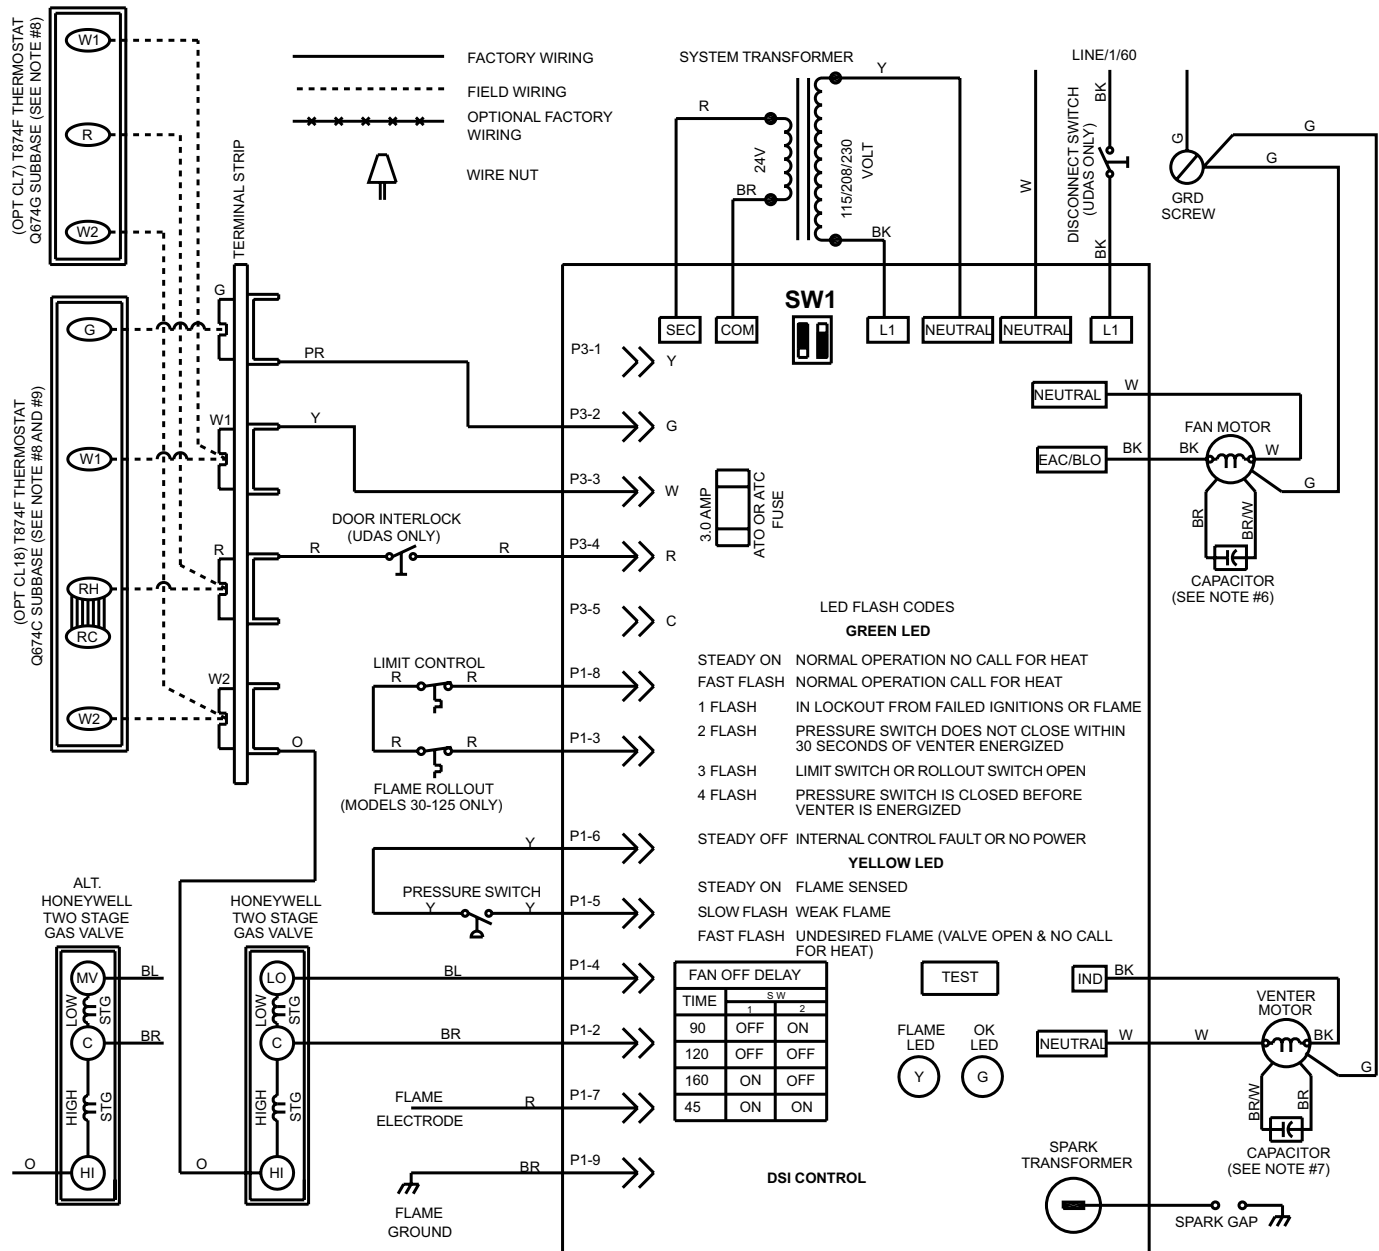 (OPT CL7) T874F THERMOSTAT
Q674G SUBBASE (SEE NOTE #8)
W1
R
W2
(OPT CL18) T874F THERMOSTAT
Q674C SUBBASE (SEE NOTE #8 AND #9)
G
W1
RH
RC
W2
FACTORY WIRING
FIELD WIRING
OPTIONAL FACTORY
WIRING
WIRE NUT
TERMINAL STRIP
G
W1
R
W2
PR
Y
R
R
O
DOOR INTERLOCK
(UDAS ONLY)
SYSTEM TRANSFORMER
R
BR
24V
115/208/230
VOLT
Y
BK
LINE/1/60
W
BK
DISCONNECT SWITCH
(UDAS ONLY)
BK
G
GRD
SCREW
G
G
SEC
COM
SW1
L1
NEUTRAL
NEUTRAL
L1
P3-1
Y
P3-2
G
P3-3
W
P3-4
R
P3-5
C
3.0 AMP
ATO OR ATC
FUSE
NEUTRAL
W
EAC/BLO
BK
BK
FAN MOTOR
W
G
BR
BR/W
CAPACITOR
(SEE NOTE #6)
LIMIT CONTROL
R
R
P1-8
R
R
P1-3
FLAME ROLLOUT
(MODELS 30-125 ONLY)
Y
P1-6
PRESSURE SWITCH
Y
Y
P1-5
BL
P1-4
BR
P1-2
FLAME
ELECTRODE
R
P1-7
BR
P1-9
FLAME
GROUND
LED FLASH CODES
GREEN LED
STEADY ON NORMAL OPERATION NO CALL FOR HEAT
FAST FLASH NORMAL OPERATION CALL FOR HEAT
1 FLASH IN LOCKOUT FROM FAILED IGNITIONS OR FLAME
2 FLASH PRESSURE SWITCH DOES NOT CLOSE WITHIN
30 SECONDS OF VENTER ENERGIZED
3 FLASH LIMIT SWITCH OR ROLLOUT SWITCH OPEN
4 FLASH PRESSURE SWITCH IS CLOSED BEFORE
VENTER IS ENERGIZED
STEADY OFF INTERNAL CONTROL FAULT OR NO POWER
YELLOW LED
STEADY ON FLAME SENSED
SLOW FLASH WEAK FLAME
FAST FLASH UNDESIRED FLAME (VALVE OPEN & NO CALL
FOR HEAT)
FAN OFF DELAY
TIME SW
1 2
90 OFF ON
120 OFF OFF
160 ON OFF
45 ON ON
TEST
FLAME
LED
Y
OK
LED
G
IND
BK
NEUTRAL
W
W
VENTER
MOTOR
BK
G
BR/W
BR
CAPACITOR
(SEE NOTE #7)
SPARK
TRANSFORMER
SPARK GAP
DSI CONTROL
ALT.
HONEYWELL
TWO STAGE
GAS VALVE
MV
BL
LOW
STG
C
BR
HIGH
STG
O
HI
HONEYWELL
TWO STAGE
GAS VALVE
LO
LOW
STG
C
HIGH
STG
O
HI